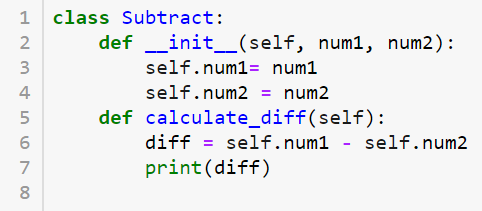 1 class Subtract:
2     def __init__(self, num1, num2):
3         self.num1= num1
4         self.num2 = num2
5     def calculate_diff(self):
6         diff = self.num1 - self.num2
7         print(diff)
8